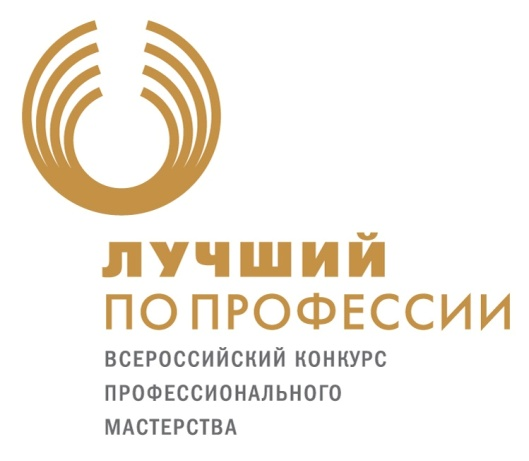 ЛУЧШИЙ
ПО ПРОФЕССИИ
ВСЕРОССИЙСКИЙ КОНКУРС
ПРОФЕССИОНАЛЬНОГО
МАСТЕРСТВА